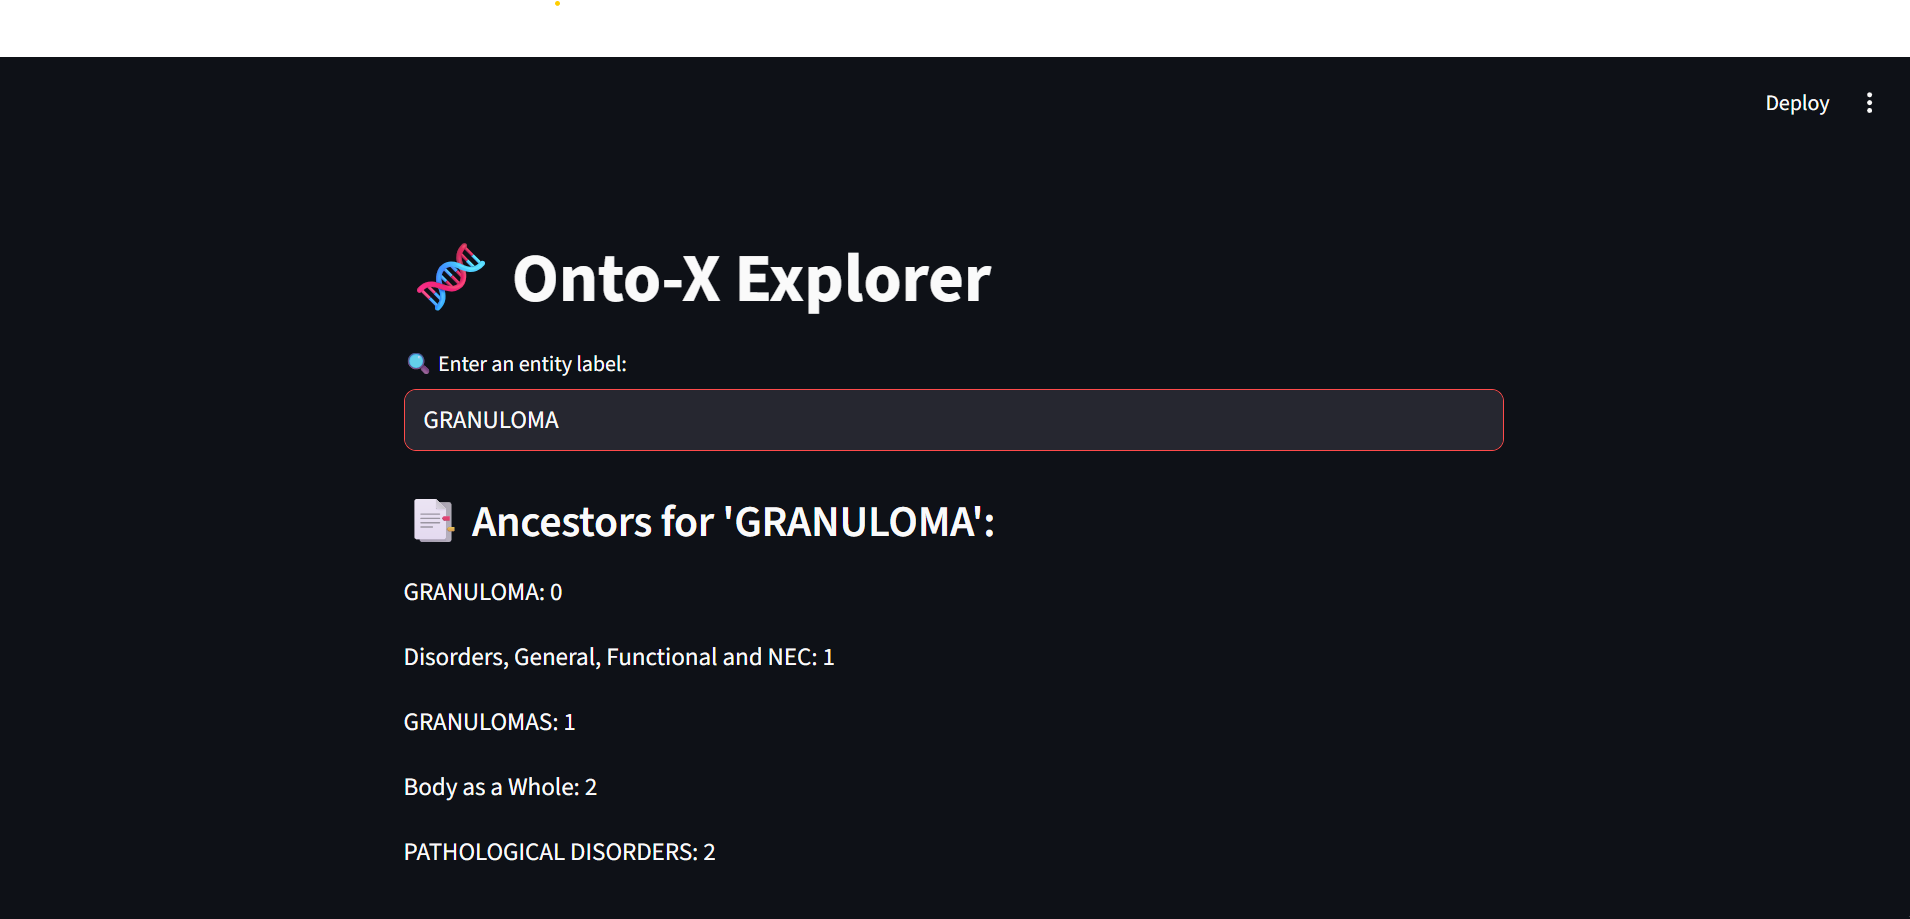 Deploy
Onto-X Explorer
Enter an entity label:
GRANULOMA
Ancestors for 'GRANULOMA':
GRANULOMA: 0
Disorders, General, Functional and NEC: 1
GRANULOMAS: 1
Body as a Whole: 2
PATHOLOGICAL DISORDERS: 2